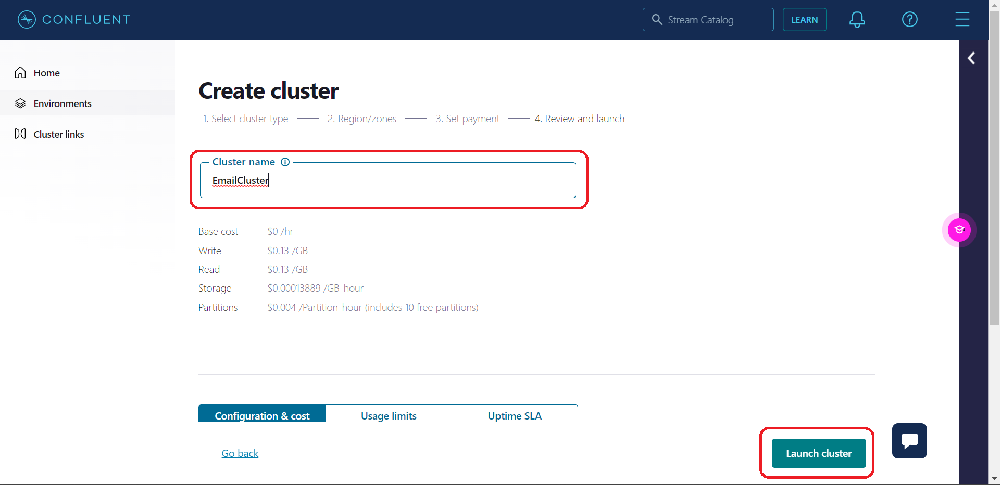 CONFLUENT
Stream Catalog
LEARN
Home
Environments
Cluster links
Create cluster
1. Select cluster type
2. Region/zones
3. Set payment
4. Review and launch
Cluster name
EmailCluster
Base cost $0 /hr
Write $0.13 /GB
Read $0.13 /GB
Storage $0.00013889 /GB-hour
Partitions $0.004 /Partition-hour (includes 10 free partitions)
Configuration & cost
Usage limits
Uptime SLA
Go back
Launch cluster